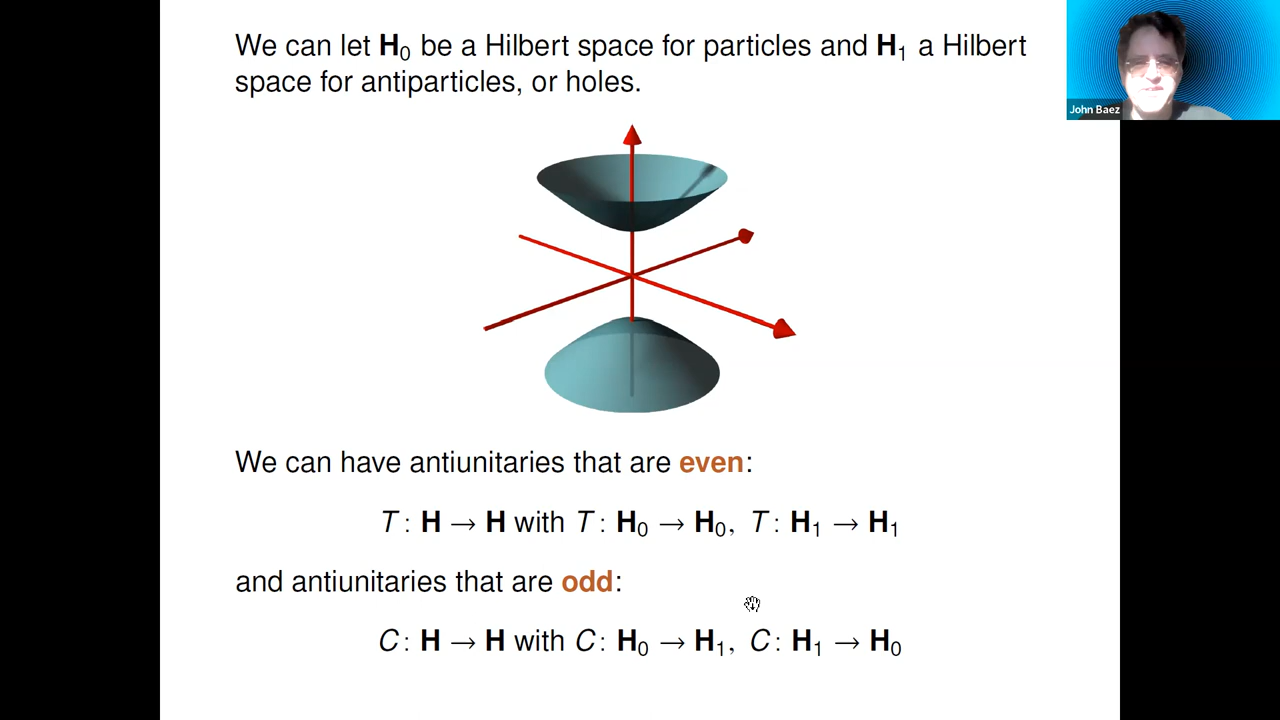 We can let H₀ be a Hilbert space for particles and H₁ a Hilbert
space for antiparticles, or holes.
John Baez
We can have antiunitaries that are even:
T : H → H with T : H₀ → H₀, T : H₁ → H₁
and antiunitaries that are odd:
C : H → H with C : H₀ → H₁, C : H₁ → H₀